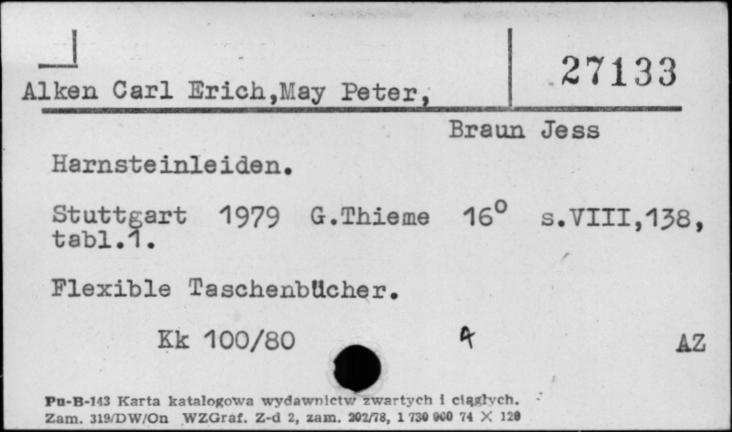 27133
Alken Carl Erich,May Peter,
Braun Jess
Harnsteinleiden.
Stuttgart 1979 G.Thieme 16° s.VIII,138,
tabl.1.
Flexible Taschenbücher.
Kk 100/80 4 AZ
Pu-B-143 Karta katalogowa wydawnictw zwartych i ciągłych.
Zam. 319/DW/On WZGraf. Z-d 2, zam. 202/78, 1 730 900 74 X 120